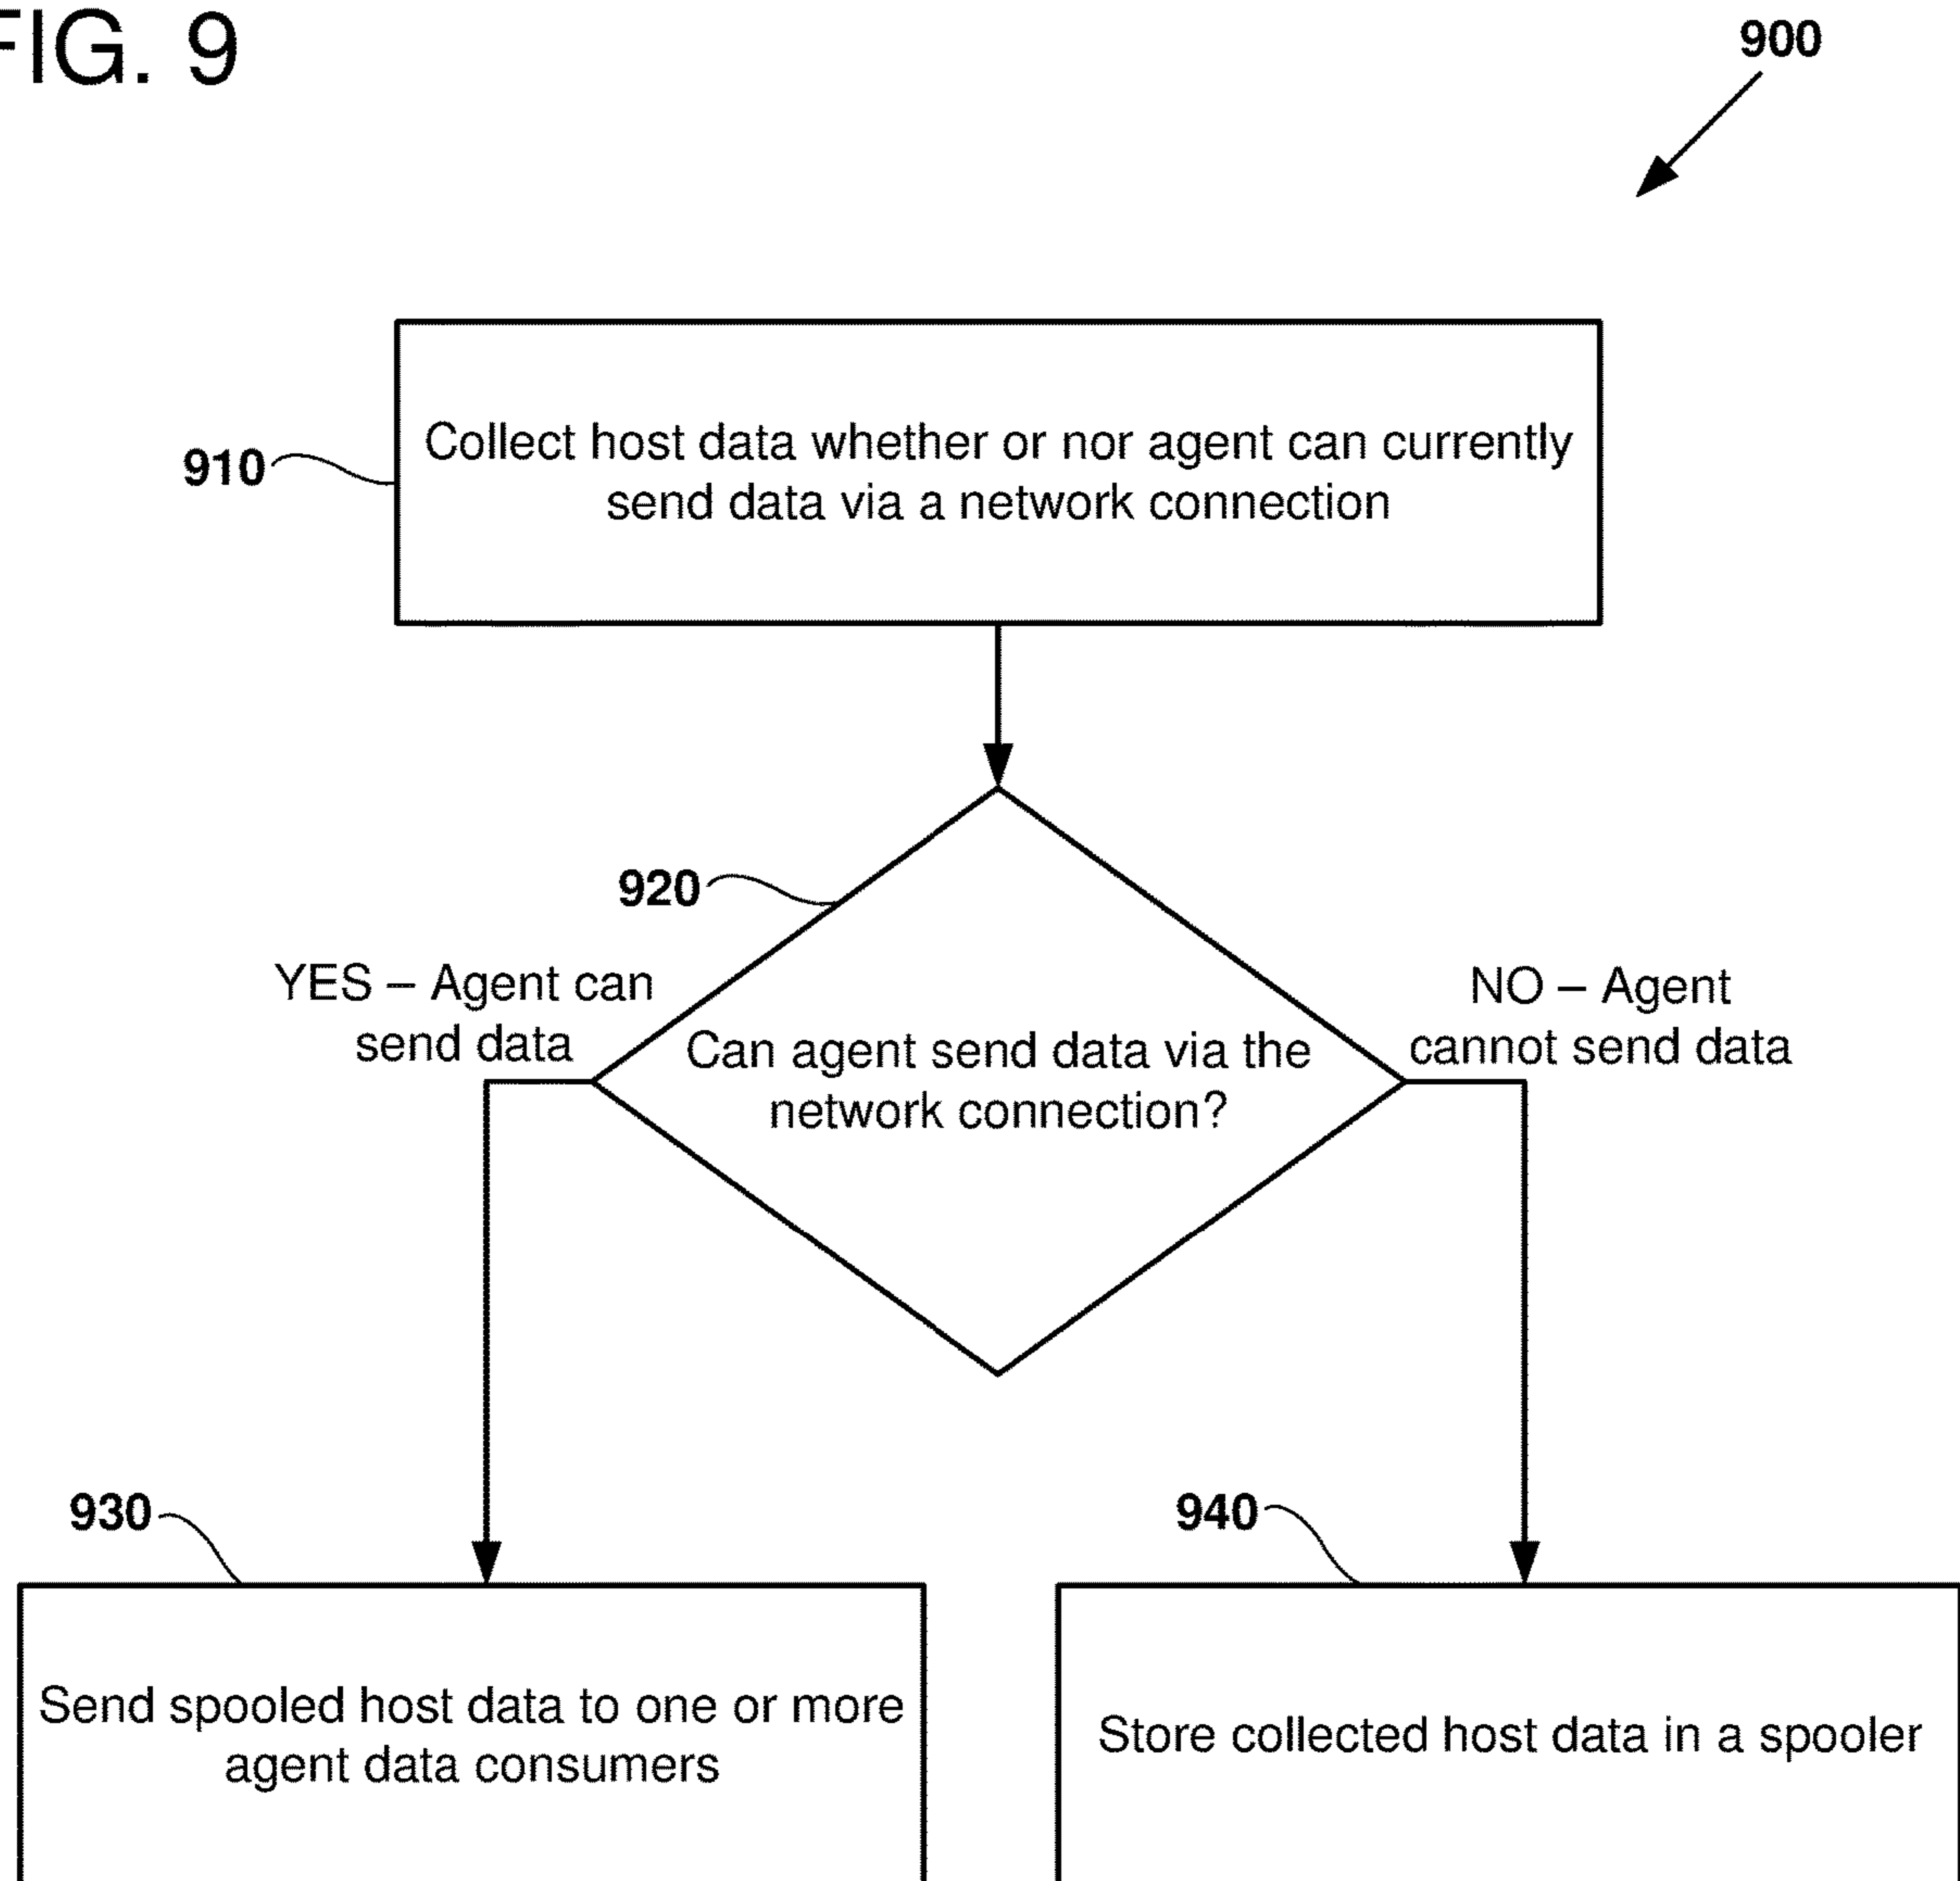 FIG. 9
900
910
Collect host data whether or nor agent can currently
send data via a network connection
920
YES – Agent can
send data
Can agent send data via the
network connection?
NO – Agent
cannot send data
930
Send spooled host data to one or more
agent data consumers
940
Store collected host data in a spooler